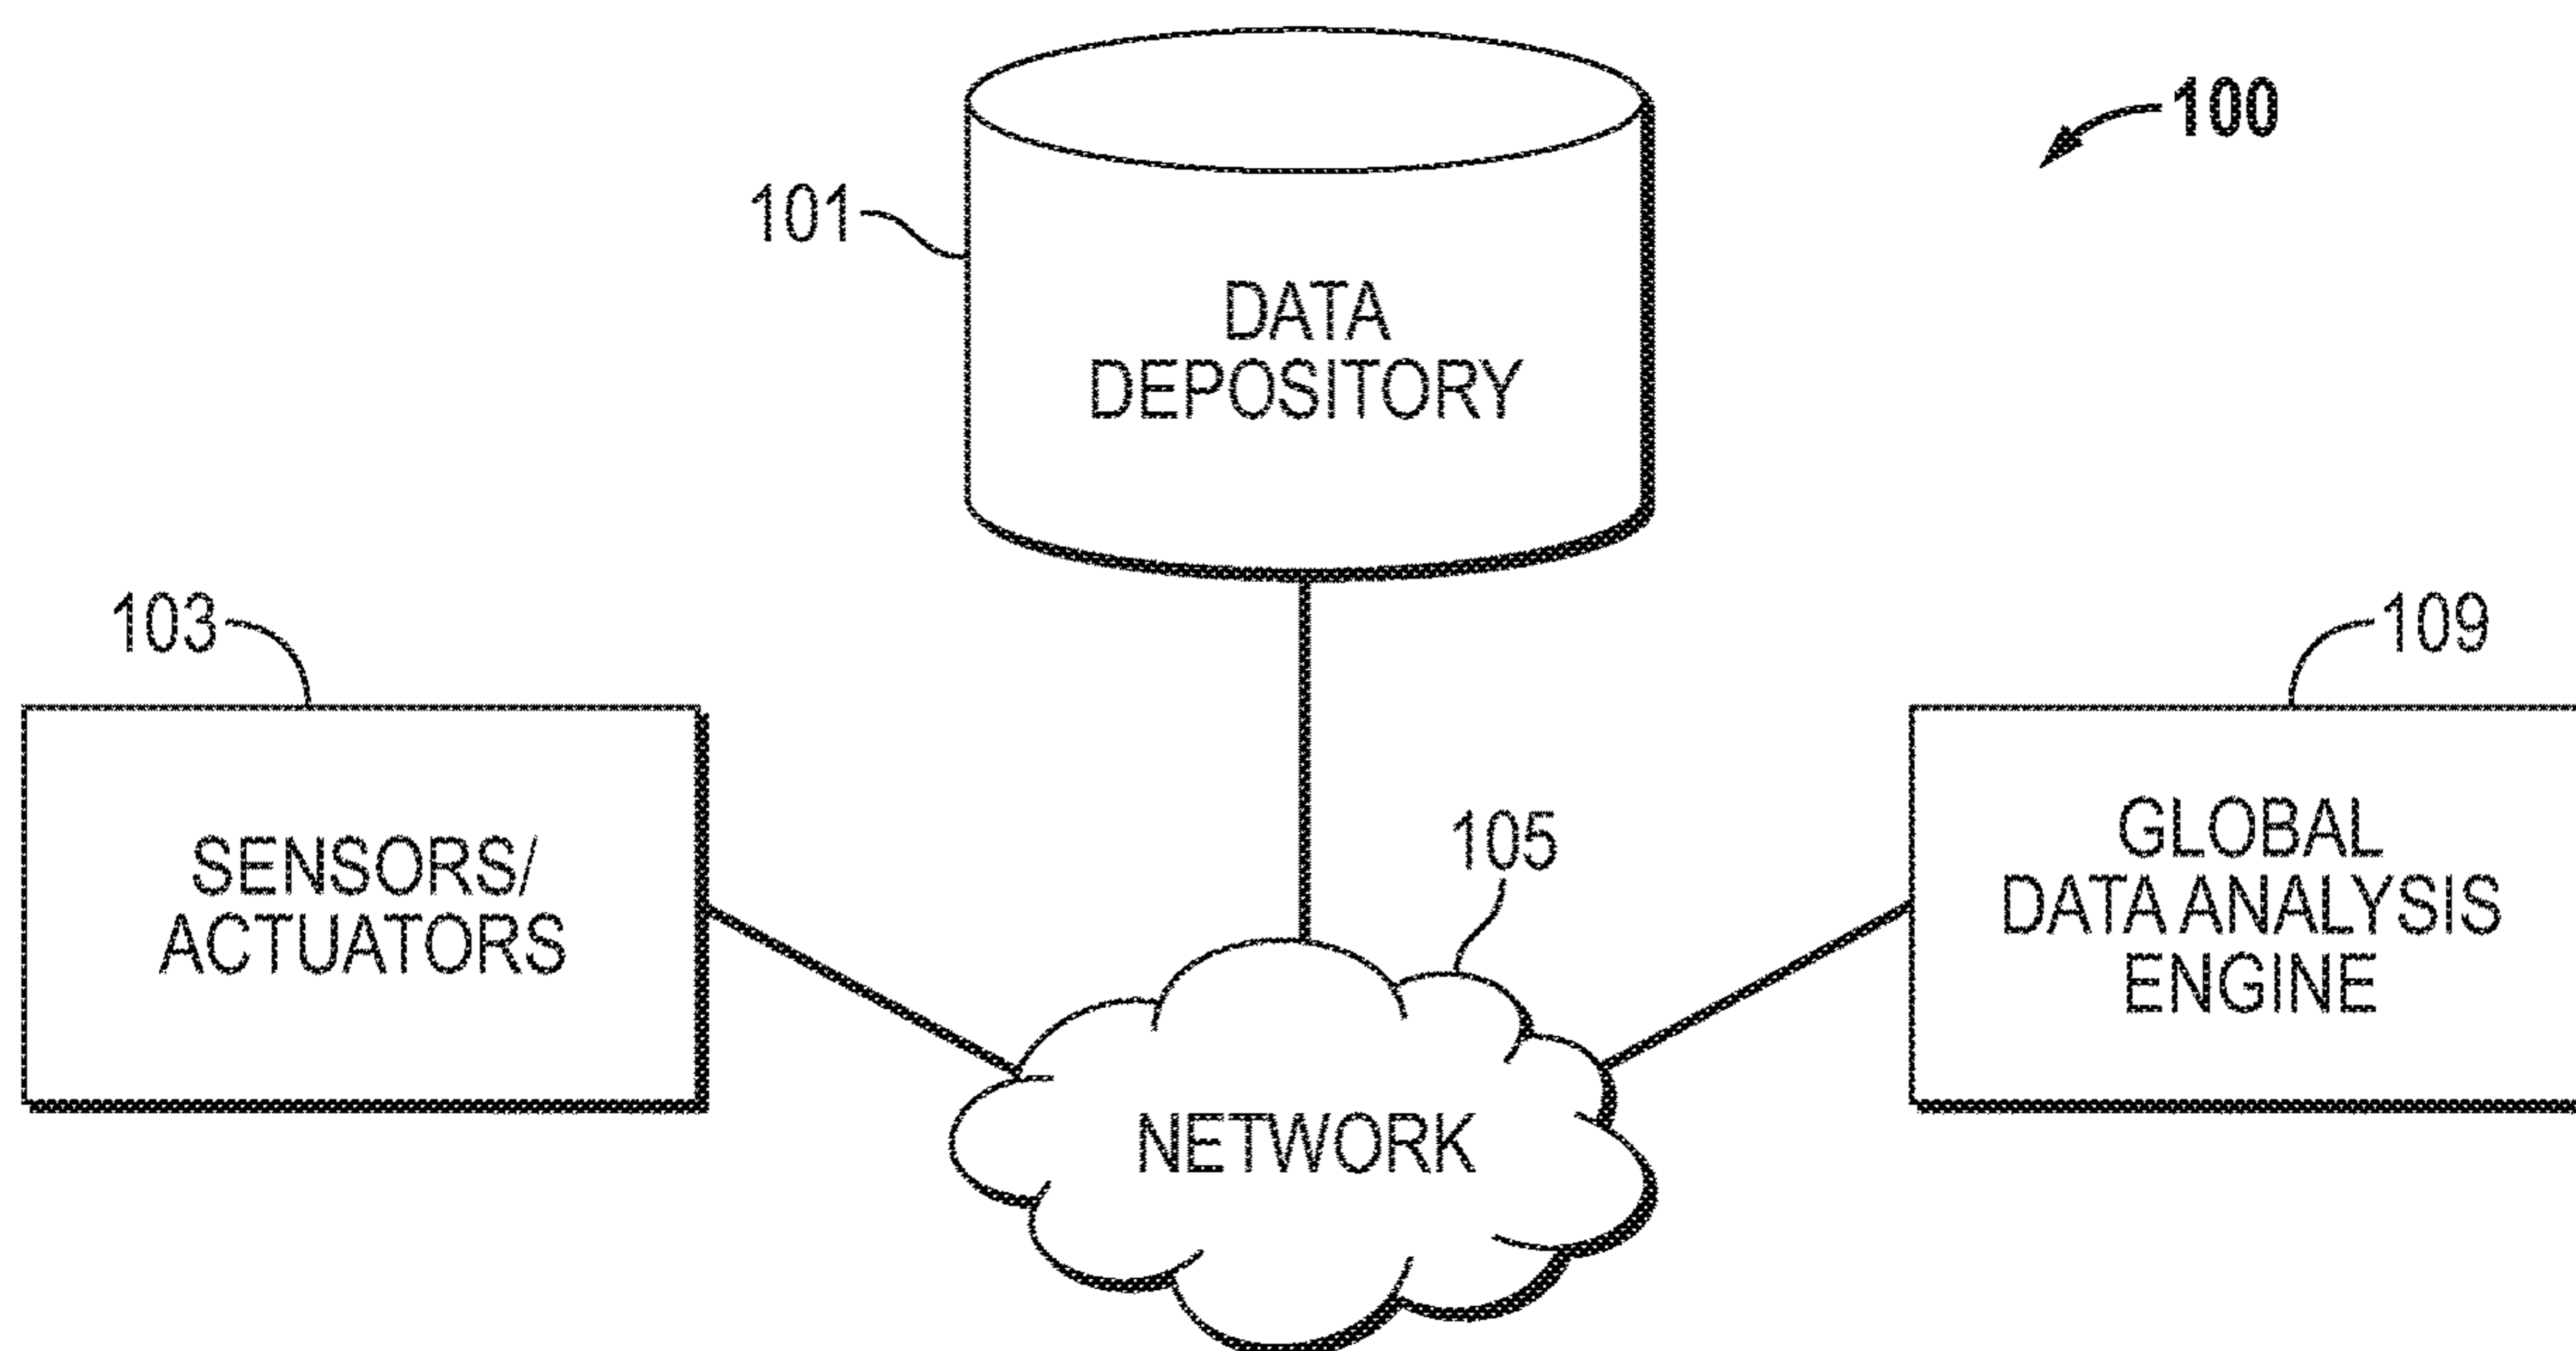 100
101
DATA
DEPOSITORY
103
109
SENSORS/
ACTUATORS
105
GLOBAL
DATA ANALYSIS
ENGINE
NETWORK